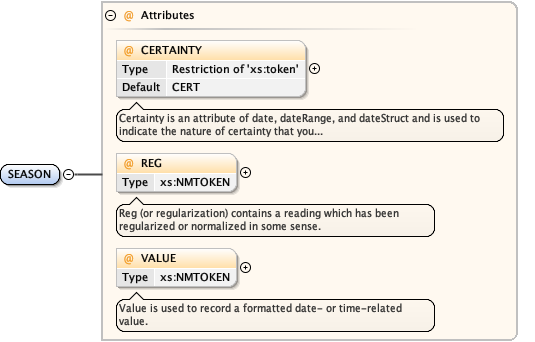 @ Attributes
@ CERTAINTY
Type Restriction of 'xs:token'
Default CERT
Certainty is an attribute of date, dateRange, and dateStruct and is used to
indicate the nature of certainty that you...
SEASON
@ REG
Type xs:NMTOKEN
Reg (or regularization) contains a reading which has been
regularized or normalized in some sense.
@ VALUE
Type xs:NMTOKEN
Value is used to record a formatted date- or time-related
value.